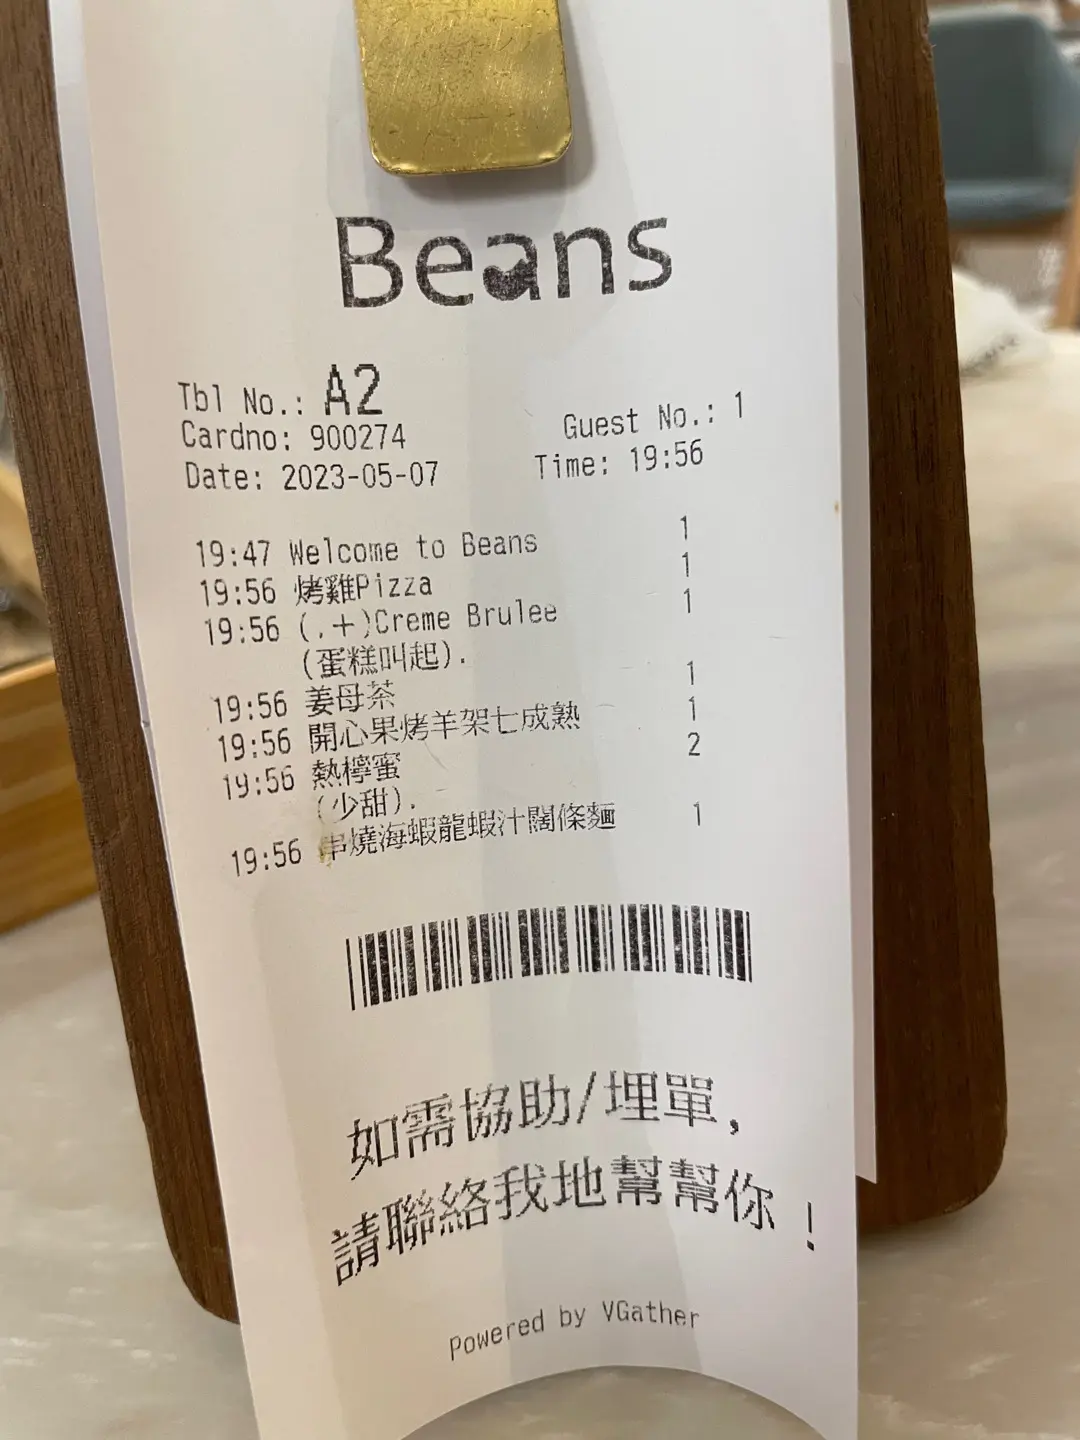 Beans
Tbl No.: A2
Guest No.: 1
Cardno: 900274
Date: 2023-05-07
Time: 19:56
19:47 Welcome to Beans 1
19:56 烤雞Pizza 1
19:56 (.+)Creme Brulee 1
(蛋糕叫起).
19:56 姜母茶 1
19:56 開心果烤羊架七成熟 1
19:56 熱檸蜜 2
(少甜).
19:56 串燒海蝦龍蝦汁闊條麵 1
如需協助/埋單,
請聯絡我地幫幫你!
Powered by VGather